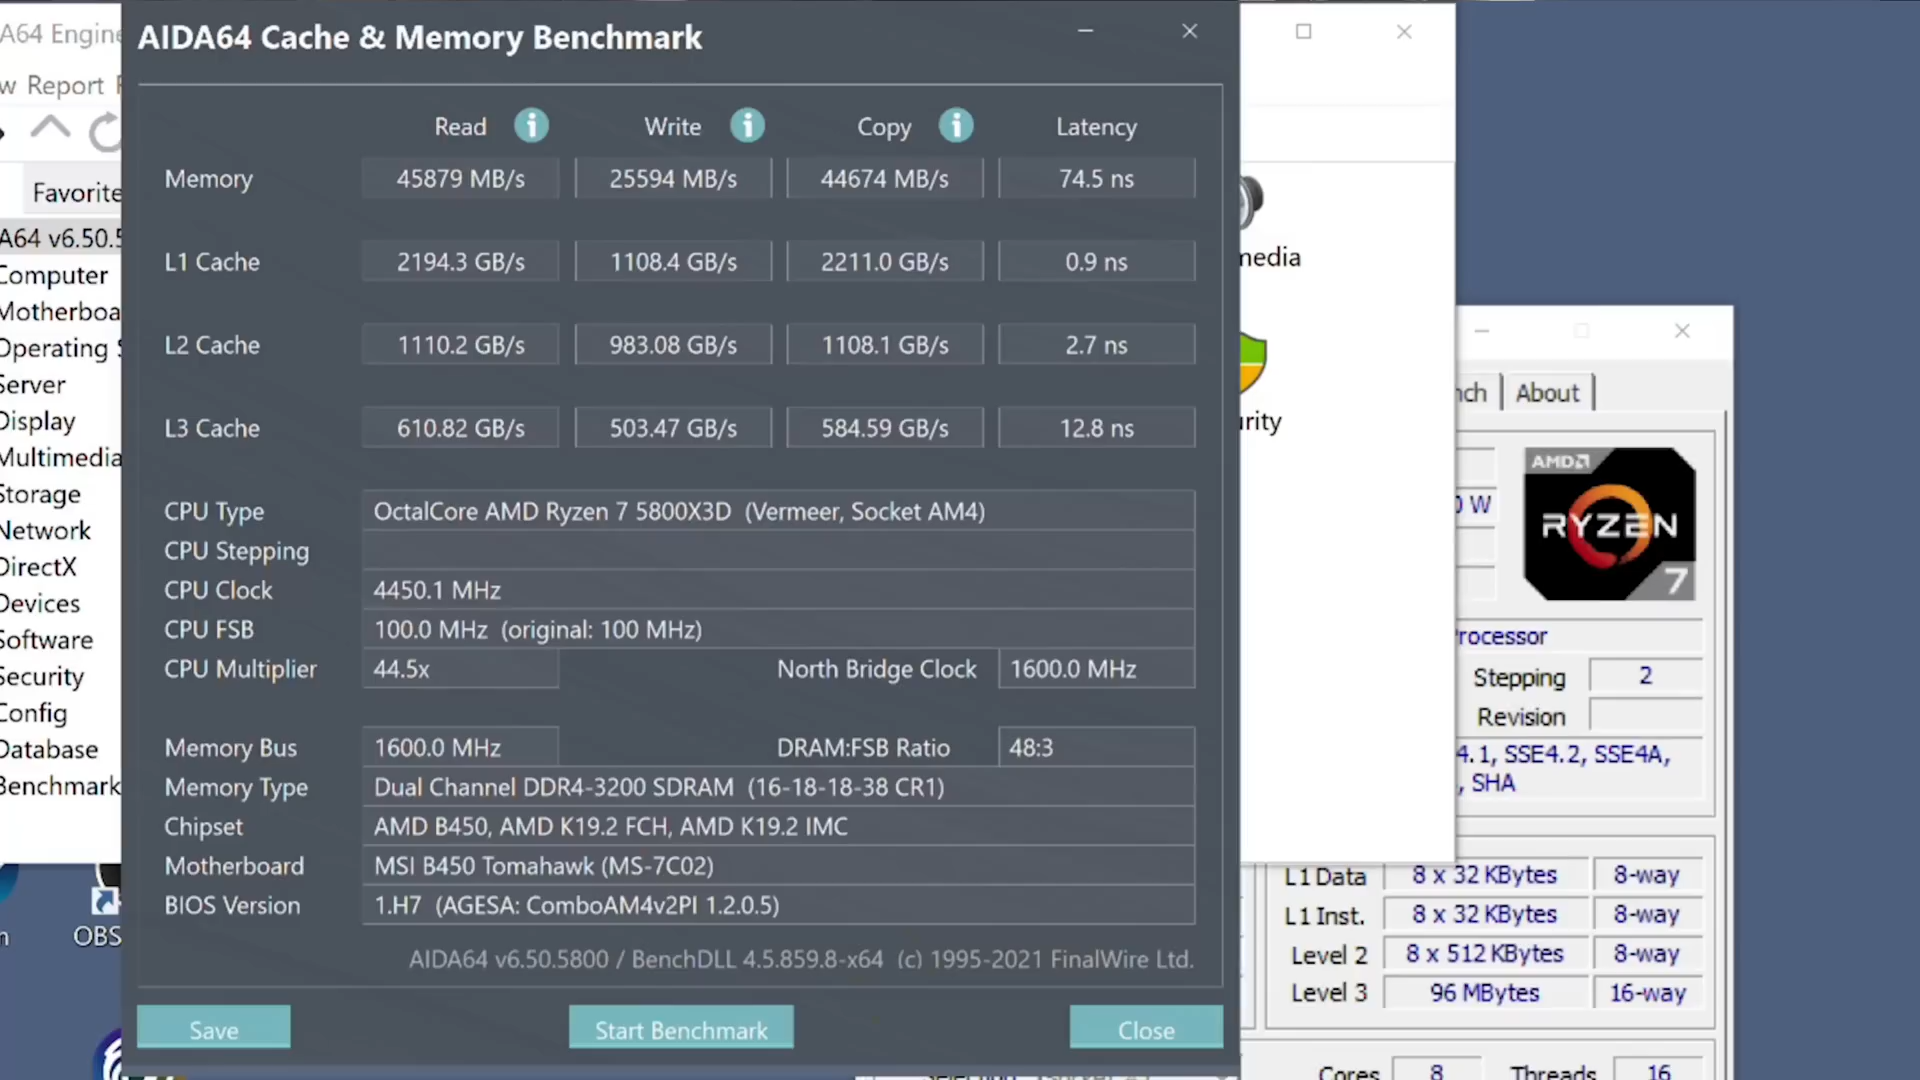 AIDA64 Cache & Memory Benchmark
A64 Engine
w Report
Read Write Copy Latency
Memory 45879 MB/s 25594 MB/s 44674 MB/s 74.5 ns
Favorite
L1 Cache 2194.3 GB/s 1108.4 GB/s 2211.0 GB/s 0.9 ns
L2 Cache 1110.2 GB/s 983.08 GB/s 1108.1 GB/s 2.7 ns
L3 Cache 610.82 GB/s 503.47 GB/s 584.59 GB/s 12.8 ns
CPU Type OctalCore AMD Ryzen 7 5800X3D (Vermeer, Socket AM4)
CPU Stepping
CPU Clock 4450.1 MHz
CPU FSB 100.0 MHz (original: 100 MHz)
CPU Multiplier 44.5x North Bridge Clock 1600.0 MHz
Memory Bus 1600.0 MHz DRAM:FSB Ratio 48:3
Memory Type Dual Channel DDR4-3200 SDRAM (16-18-18-38 CR1)
Chipset AMD B450, AMD K19.2 FCH, AMD K19.2 IMC
Motherboard MSI B450 Tomahawk (MS-7C02)
BIOS Version 1.H7 (AGESA: ComboAM4v2PI 1.2.0.5)
AIDA64 v6.50.5800 / BenchDLL 4.5.859.8-x64 (c) 1995-2021 FinalWire Ltd.
Save Start Benchmark Close
A64 v6.50.5
Computer
Motherboa
Operating S
Server
Display
Multimedia
Storage
Network
DirectX
Devices
Software
Security
Config
Database
Benchmark
OBS
media
urity
nch About
0 W
AMD
RYZEN
7
Processor
Stepping 2
Revision
4.1, SSE4.2, SSE4A,
, SHA
L1 Data 8 x 32 KBytes 8-way
L1 Inst. 8 x 32 KBytes 8-way
Level 2 8 x 512 KBytes 8-way
Level 3 96 MBytes 16-way
Cores 8 Threads 16